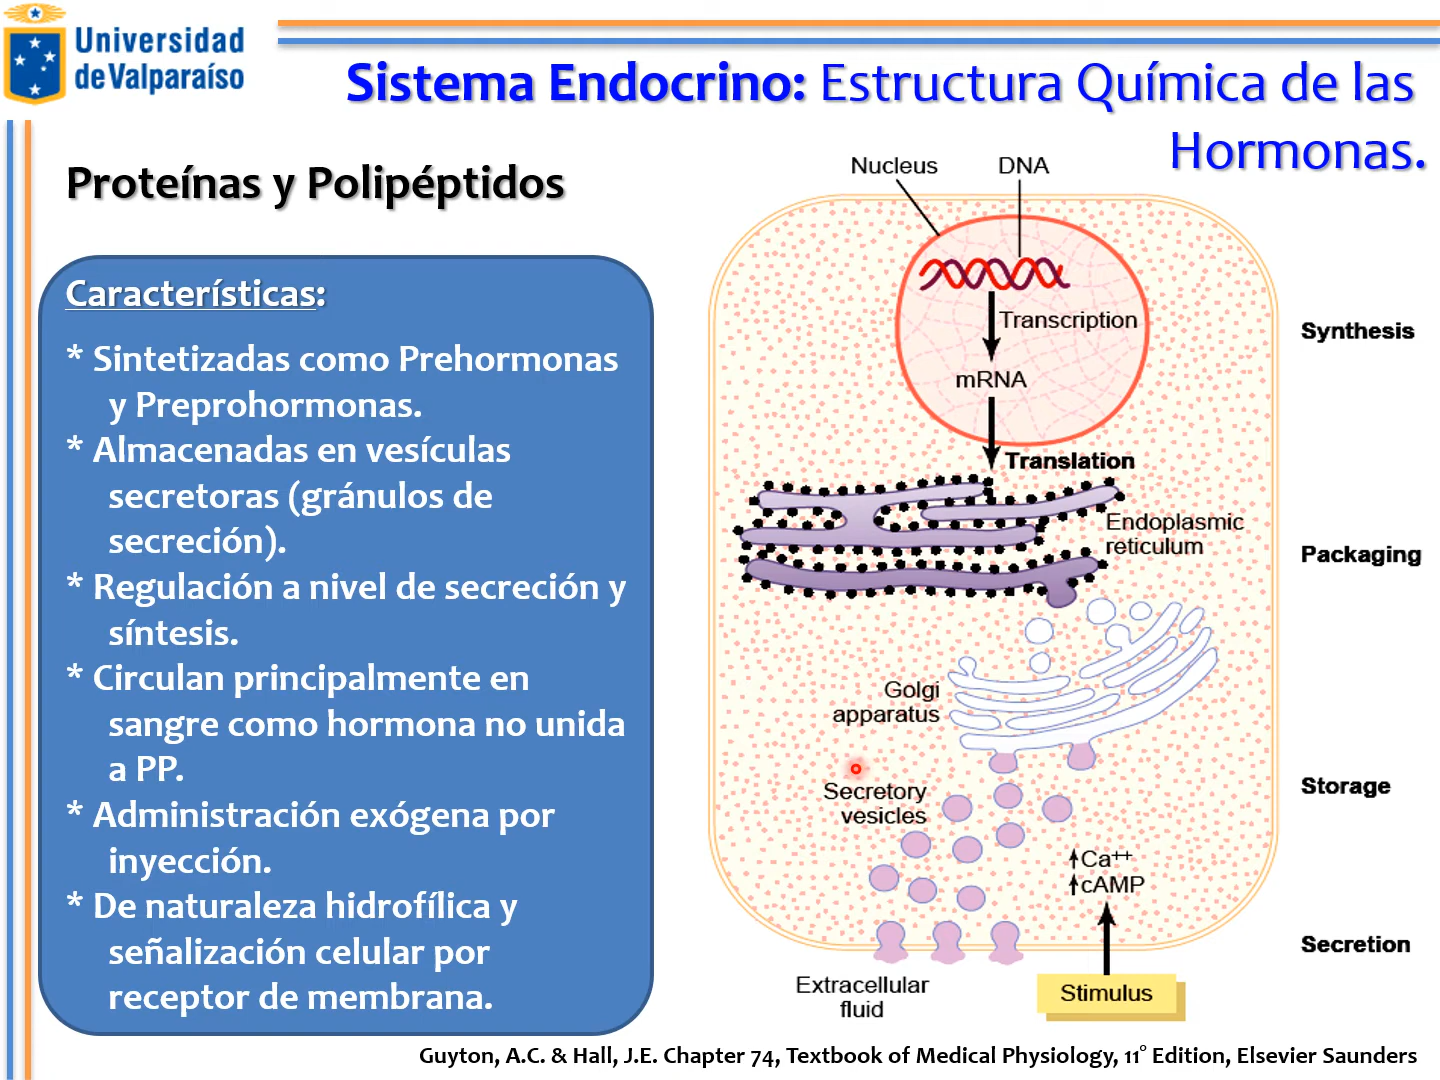 Universidad
de Valparaíso
Sistema Endocrino: Estructura Química de las
Hormonas.
Proteínas y Polipéptidos
Características:
* Sintetizadas como Prehormonas
y Preprohormonas.
* Almacenadas en vesículas
secretoras (gránulos de
secreción).
* Regulación a nivel de secreción y
síntesis.
* Circulan principalmente en
sangre como hormona no unida
a PP.
* Administración exógena por
inyección.
* De naturaleza hidrofílica y
señalización celular por
receptor de membrana.
Nucleus
DNA
Transcription
mRNA
Translation
Endoplasmic
reticulum
Golgi
apparatus
Secretory
vesicles
↑Ca++
↑cAMP
Extracellular
fluid
Stimulus
Synthesis
Packaging
Storage
Secretion
Guyton, A.C. & Hall, J.E. Chapter 74, Textbook of Medical Physiology, 11° Edition, Elsevier Saunders